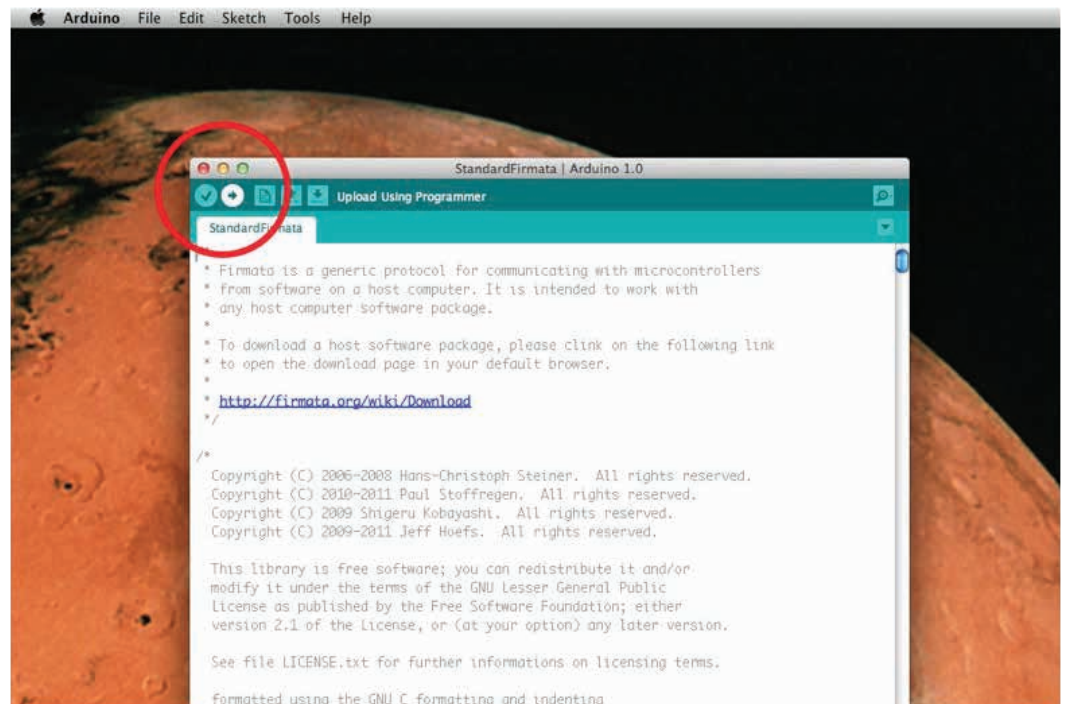 Arduino File Edit Sketch Tools Help
StandardFirmata | Arduino 1.0
Upload Using Programmer
StandardFirmata
/*
* Firmata is a generic protocol for communicating with microcontrollers
* from software on a host computer. It is intended to work with
* any host computer software package.
*
* To download a host software package, please clink on the following link
* to open the download page in your default browser.
*
* http://firmata.org/wiki/Download
*/
/*
Copyright (C) 2006-2008 Hans-Christoph Steiner. All rights reserved.
Copyright (C) 2010-2011 Paul Stoffregen. All rights reserved.
Copyright (C) 2009 Shigeru Kobayashi. All rights reserved.
Copyright (C) 2009-2011 Jeff Hoefs. All rights reserved.
This library is free software; you can redistribute it and/or
modify it under the terms of the GNU Lesser General Public
License as published by the Free Software Foundation; either
version 2.1 of the License, or (at your option) any later version.
See file LICENSE.txt for further informations on licensing terms.
formatted using the GNU C formatting and indenting